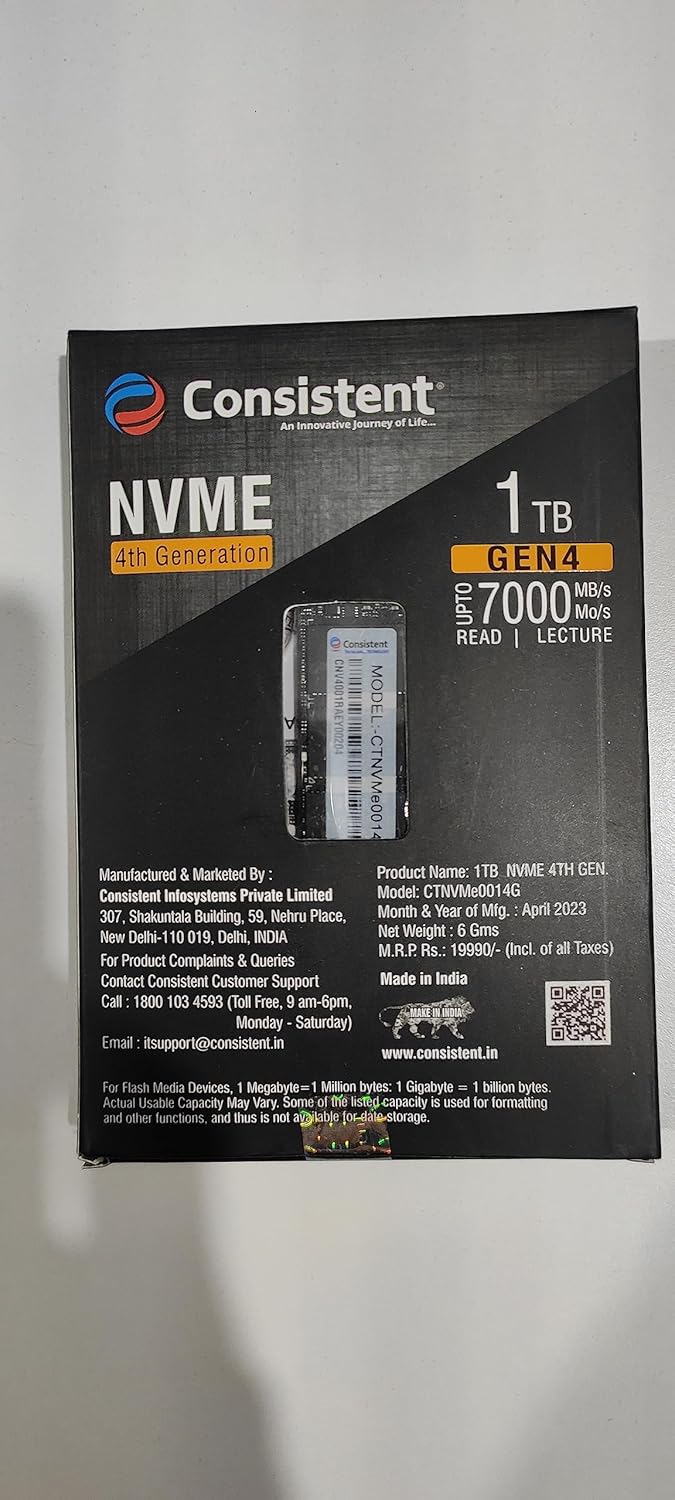 Consistent®
An Innovative Journey of Life...
NVME
4th Generation
1 TB
GEN4
UPTO 7000 MB/s Mo/s
READ | LECTURE
Consistent
MODEL:-CTNVMe0014
CNV4001RAEY00204
Manufactured & Marketed By :
Consistent Infosystems Private Limited
307, Shakuntala Building, 59, Nehru Place,
New Delhi-110 019, Delhi, INDIA
For Product Complaints & Queries
Contact Consistent Customer Support
Call : 1800 103 4593 (Toll Free, 9 am-6pm,
Monday - Saturday)
Email : itsupport@consistent.in
Product Name: 1TB NVME 4TH GEN.
Model: CTNVMe0014G
Month & Year of Mfg. : April 2023
Net Weight : 6 Gms
M.R.P. Rs.: 19990/- (Incl. of all Taxes)
Made in India
MAKE IN INDIA
www.consistent.in
For Flash Media Devices, 1 Megabyte=1 Million bytes: 1 Gigabyte = 1 billion bytes.
Actual Usable Capacity May Vary. Some of the listed capacity is used for formatting
and other functions, and thus is not available for date storage.